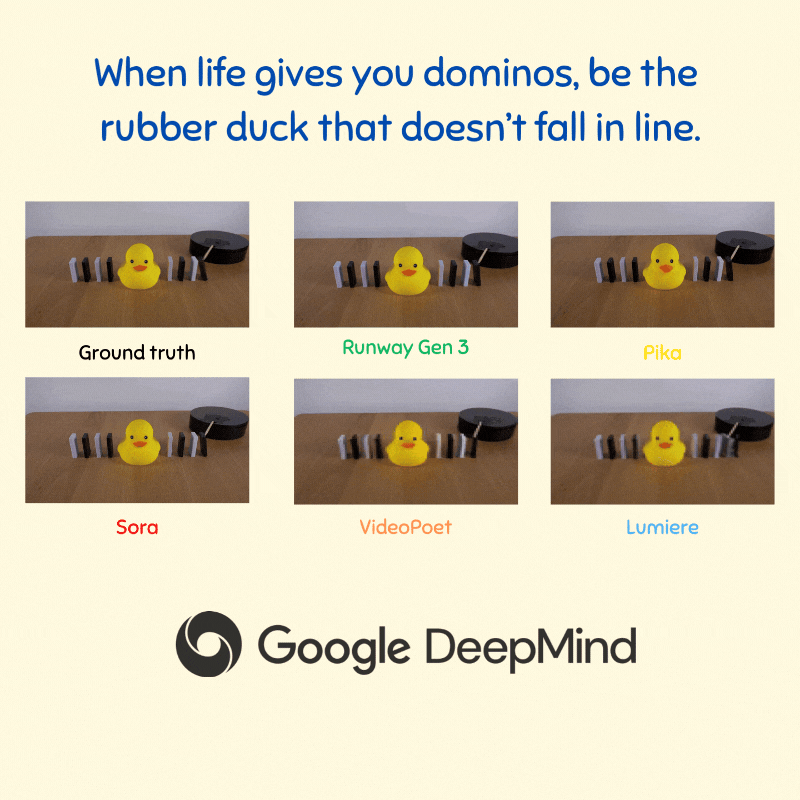 When life gives you dominos, be the
rubber duck that doesn't fall in line.
Ground truth
Runway Gen 3
Pika
Sora
VideoPoet
Lumiere
Google DeepMind